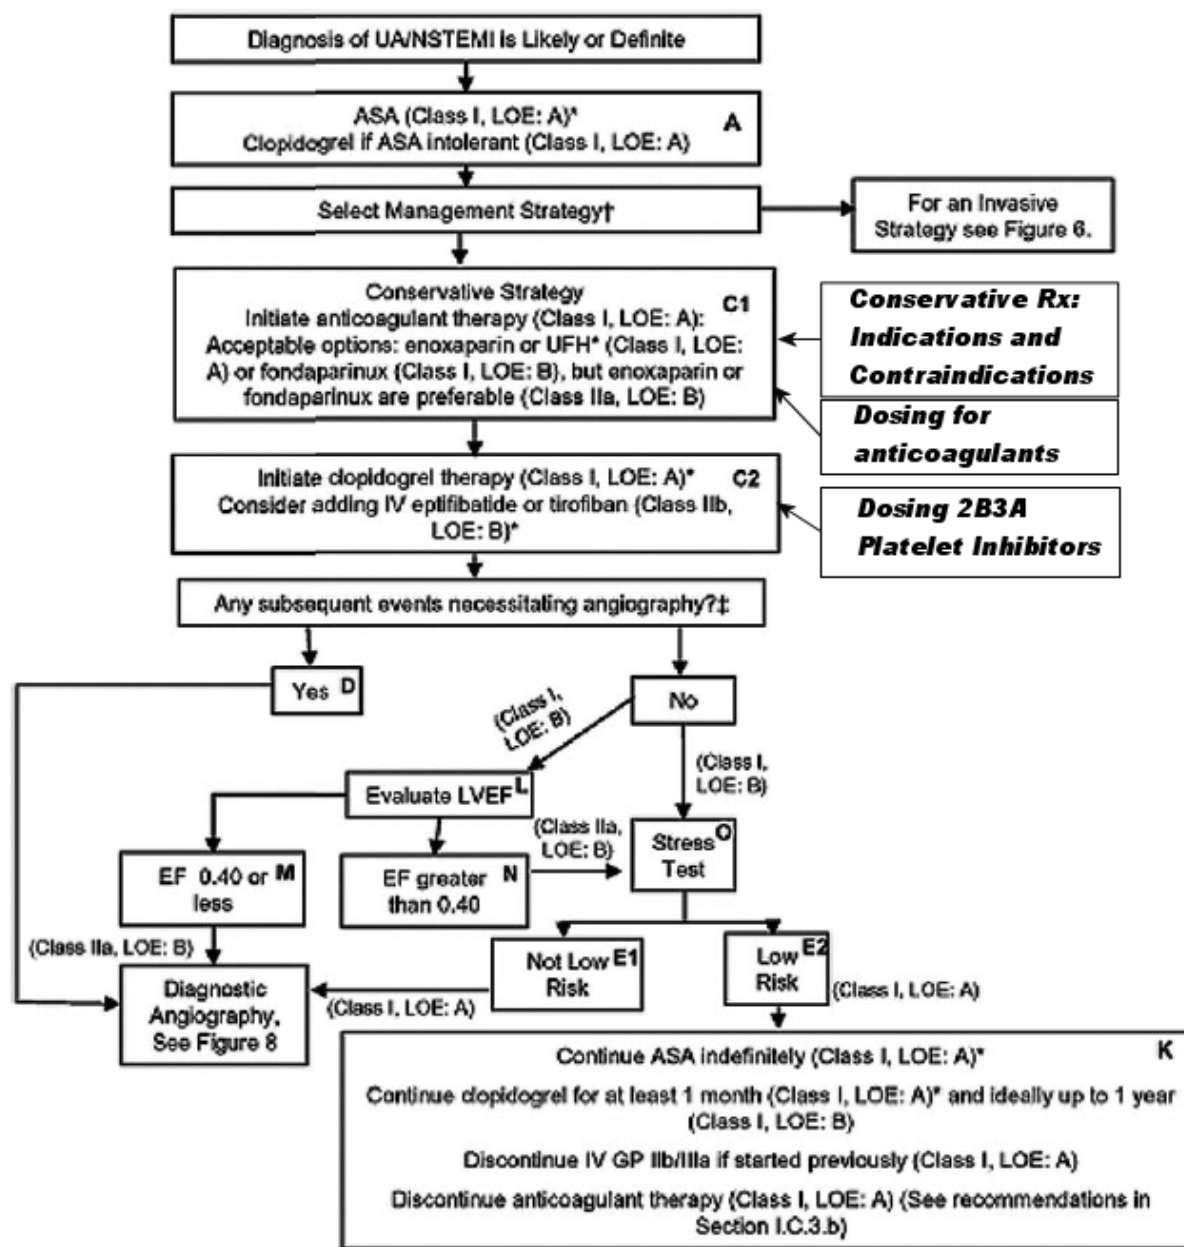 Diagnosis of UA/NSTEMI is Likely or Definite
ASA (Class I, LOE: A)*
A
Clopidogrel if ASA intolerant (Class I, LOE: A)
Select Management Strategy†
For an Invasive
Strategy see Figure 6.
Conservative Strategy
C1
Initiate anticoagulant therapy (Class I, LOE: A):
Acceptable options: enoxaparin or UFH* (Class I, LOE:
A) or fondaparinux (Class I, LOE: B), but enoxaparin or
fondaparinux are preferable (Class IIa, LOE: B)
Conservative Rx:
Indications and
Contraindications
Dosing for
anticoagulants
Initiate clopidogrel therapy (Class I, LOE: A)*
C2
Consider adding IV eptifibatide or tirofiban (Class IIb,
LOE: B)*
Dosing 2B3A
Platelet Inhibitors
Any subsequent events necessitating angiography?‡
Yes D
No
(Class I,
LOE: B)
(Class I,
LOE: B)
Evaluate LVEF L
(Class IIa,
LOE: B)
Stress O
Test
EF 0.40 or M
less
EF greater N
than 0.40
(Class IIa, LOE: B)
Not Low E1
Risk
Low E2
Risk
(Class I, LOE: A)
(Class I, LOE: A)
Diagnostic
Angiography,
See Figure 8
K
Continue ASA indefinitely (Class I, LOE: A)*
Continue clopidogrel for at least 1 month (Class I, LOE: A)* and ideally up to 1 year
(Class I, LOE: B)
Discontinue IV GP IIb/IIIa if started previously (Class I, LOE: A)
Discontinue anticoagulant therapy (Class I, LOE: A) (See recommendations in
Section I.C.3.b)